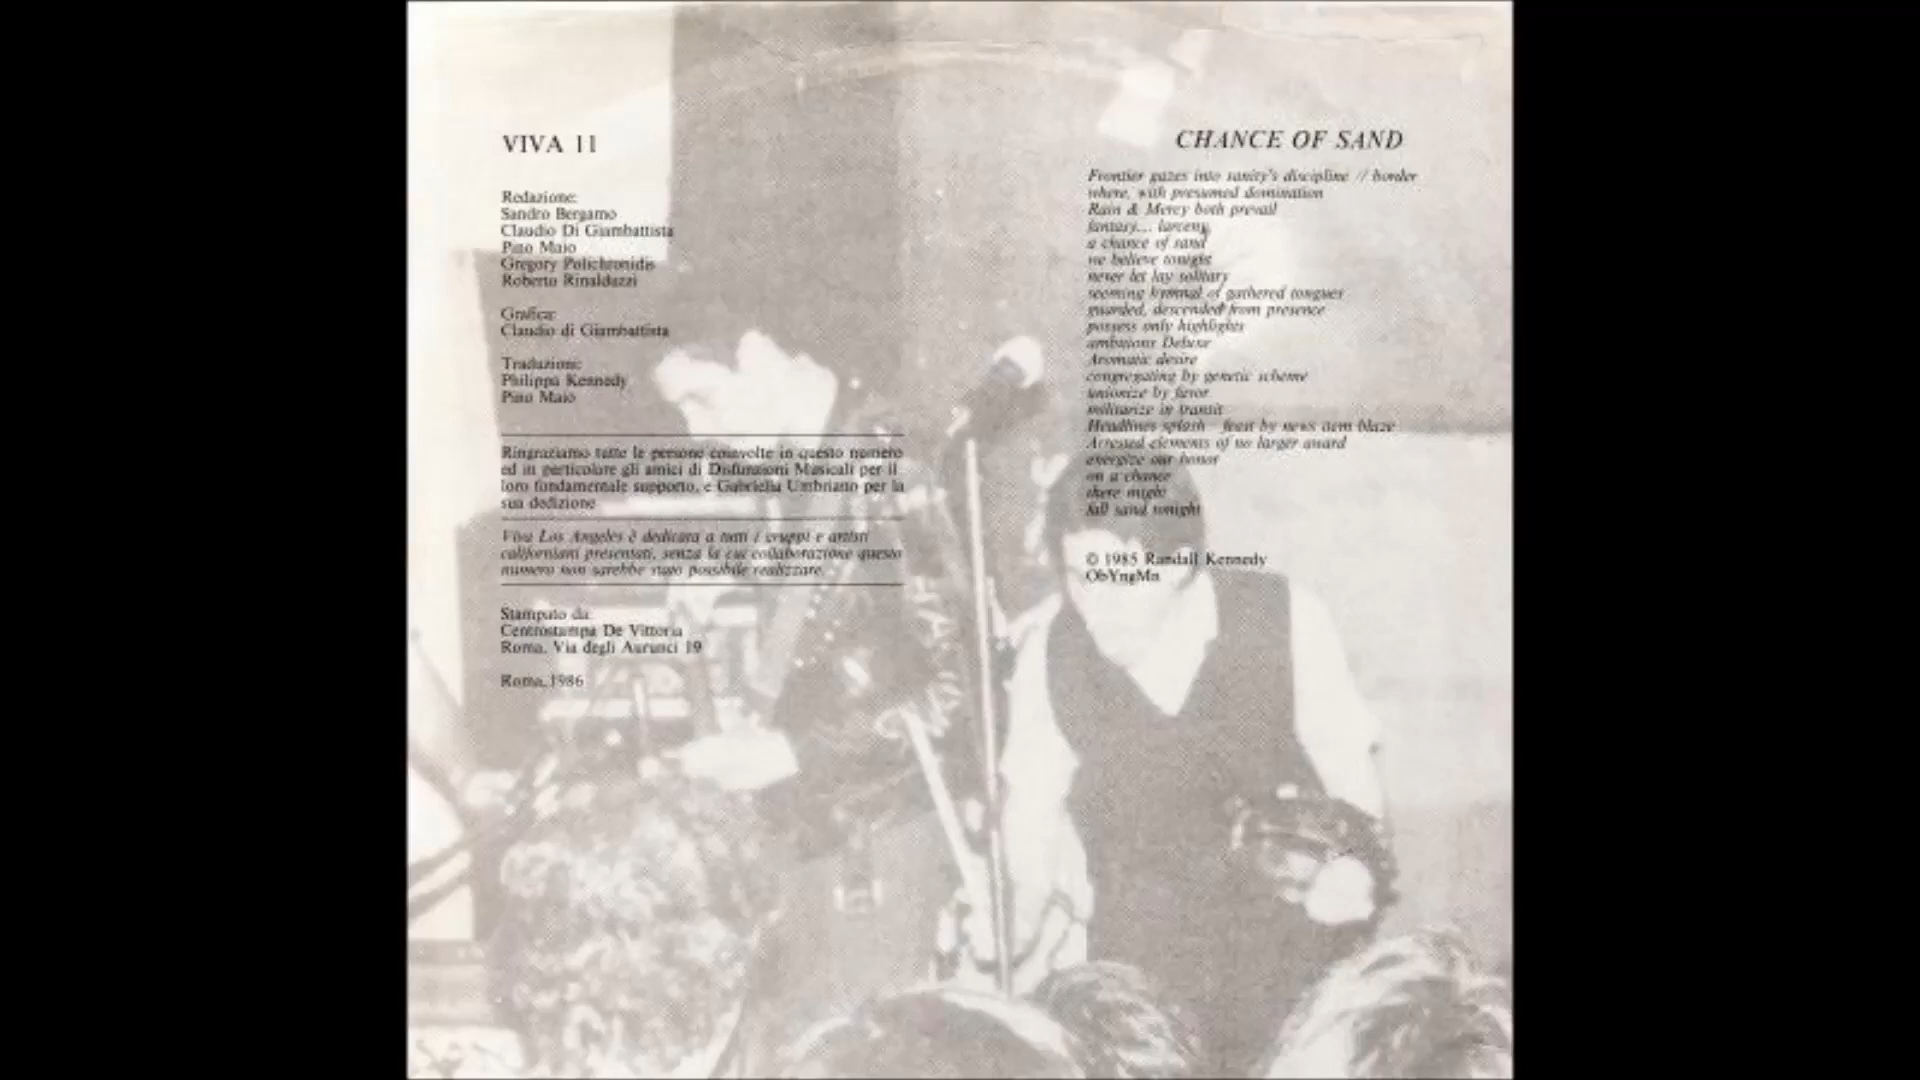 VIVA 11
Redazione:
Sandro Bergamo
Claudio Di Giambattista
Pino Maio
Gregory Polichronidis
Roberto Rinalduzzi
Grafica:
Claudio di Giambattista
Traduzione:
Philippa Kennedy
Pino Maio
Ringraziamo tutte le persone coinvolte in questo numero
ed in particolare gli amici di Disfunzioni Musicali per il
loro fondamentale supporto, e Gabriella Umbriano per la
sua dedizione
Viva Los Angeles è dedicata a tutti i gruppi e artisti
californiani presentati, senza la cui collaborazione questo
numero non sarebbe stato possibile realizzare.
Stampato da:
Centrostampa De Vittoria
Roma, Via degli Aurunci 19
Roma, 1986
CHANCE OF SAND
Frontier gazes into sanity's discipline // border
where, with presumed domination
Rain & Mercy both prevail
fantasy... larceny,
a chance of sand
we believe tonight
never let lay solitary
seeming hymnal of gathered tongues
guarded, descended from presence
possess only highlights
ambitions Deluxe
Aromatic desire
congregating by genetic scheme
unionize by favor
militarize in transit
Headlines splash feast by news item blaze
Arrested elements of no larger award
energize our honor
on a chance
there might
fall sand tonight
© 1985 Randall Kennedy
ObYngMn